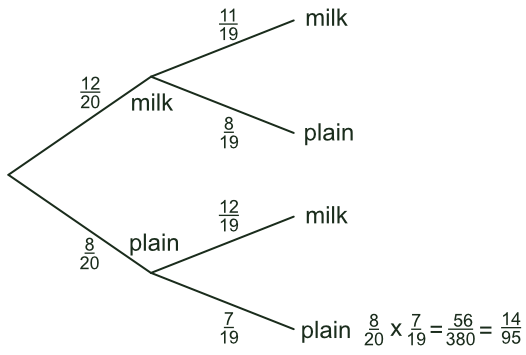 11/19 milk
12/20
milk
8/19 plain
12/19 milk
plain
8/20
7/19 plain 8/20 x 7/19 = 56/380 = 14/95